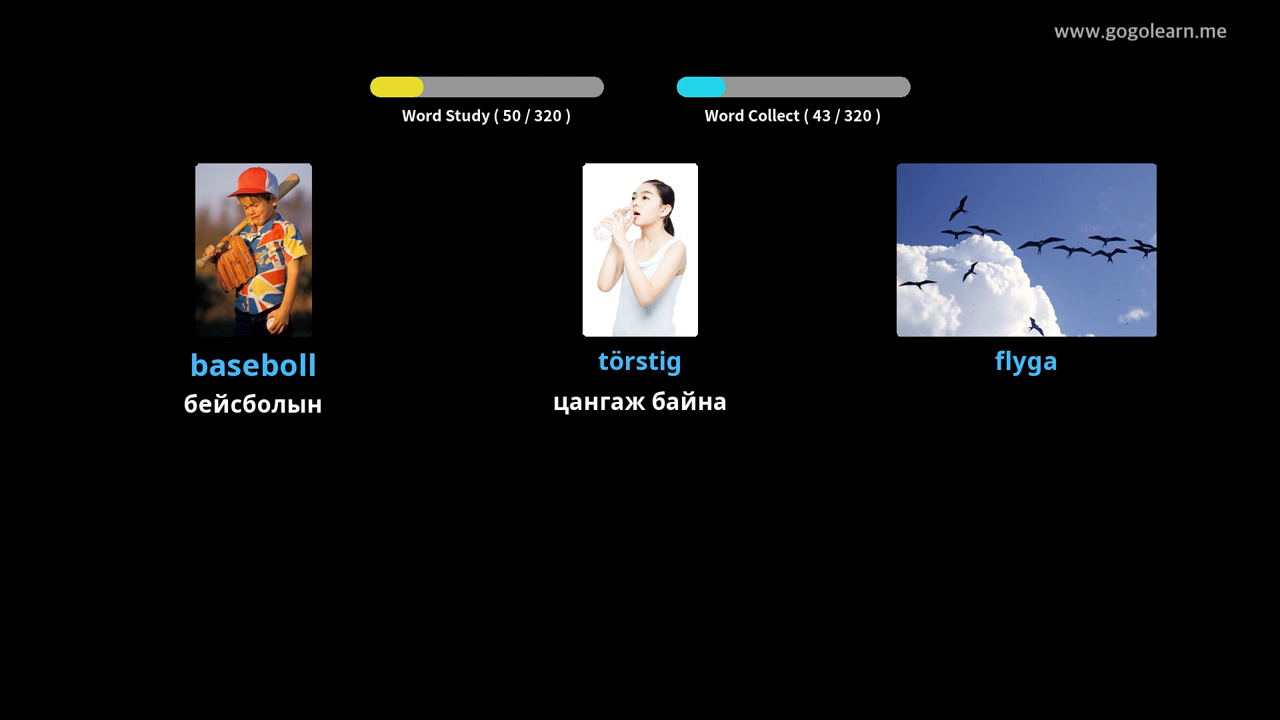 www.gogolearn.me
Word Study ( 50 / 320 )
Word Collect ( 43 / 320 )
baseboll
törstig
flyga
бейсболын
цангаж байна